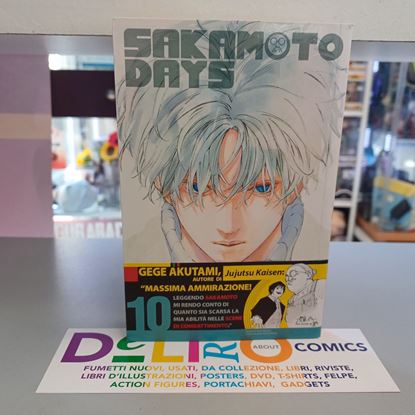 SAKAMOTO
DAYS
GEGE AKUTAMI, AUTORE DI Jujutsu Kaisen:
"MASSIMA AMMIRAZIONE!
LEGGENDO SAKAMOTO
MI RENDO CONTO DI
QUANTO SIA SCARSA LA
MIA ABILITÀ NELLE SCENE
DI COMBATTIMENTO."
10
DELIRO ABOUT COMICS
FUMETTI NUOVI, USATI, DA COLLEZIONE, LIBRI, RIVISTE,
LIBRI D'ILLUSTRAZIONI, POSTERS, DVD, T-SHIRTS, FELPE,
ACTION FIGURES, PORTACHIAVI, GADGETS